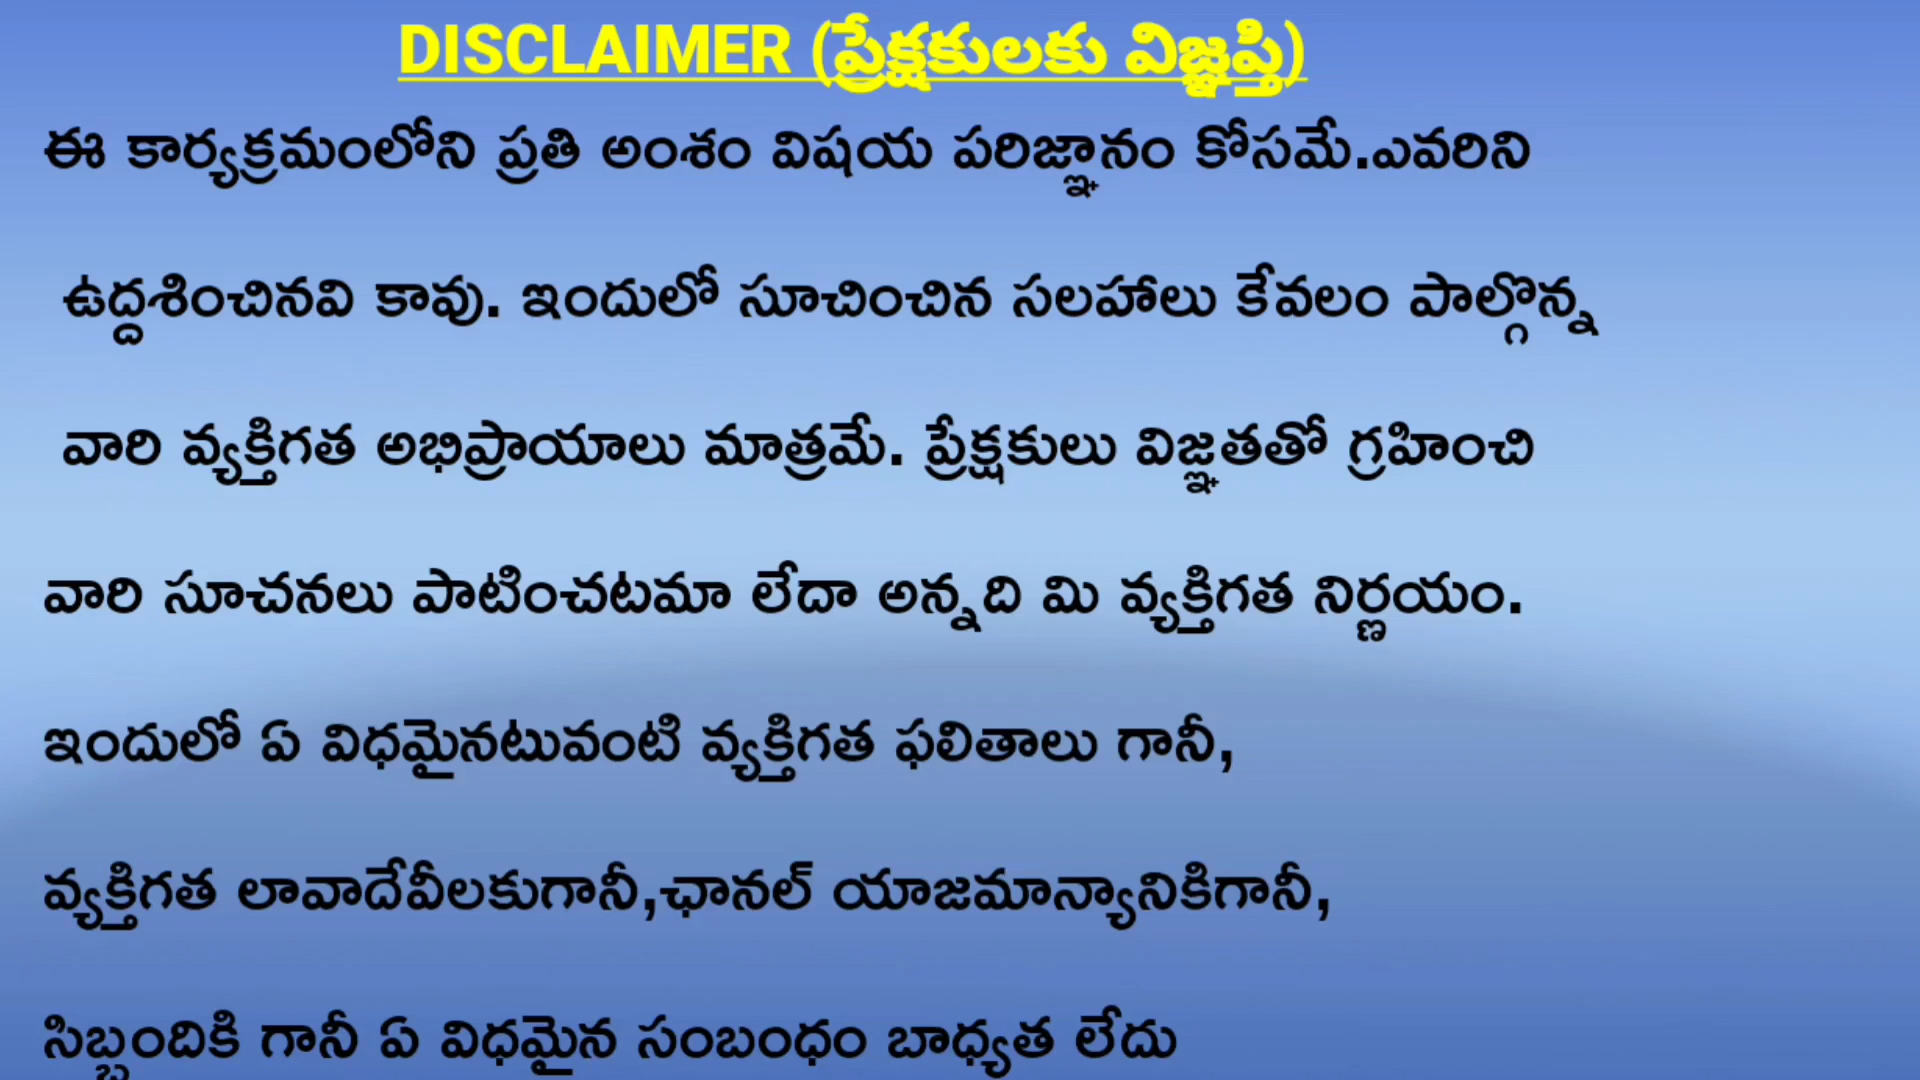 DISCLAIMER (ప్రేక్షకులకు విజ్ఞప్తి)
ఈ కార్యక్రమంలోని ప్రతి అంశం విషయ పరిజ్ఞానం కోసమే.ఎవరిని
ఉద్దశించినవి కావు. ఇందులో సూచించిన సలహాలు కేవలం పాల్గొన్న
వారి వ్యక్తిగత అభిప్రాయాలు మాత్రమే. ప్రేక్షకులు విజ్ఞతతో గ్రహించి
వారి సూచనలు పాటించటమా లేదా అన్నది మి వ్యక్తిగత నిర్ణయం.
ఇందులో ఏ విధమైనటువంటి వ్యక్తిగత ఫలితాలు గానీ,
వ్యక్తిగత లావాదేవీలకుగానీ,ఛానల్ యాజమాన్యానికిగానీ,
సిబ్బందికి గానీ ఏ విధమైన సంబంధం బాధ్యత లేదు